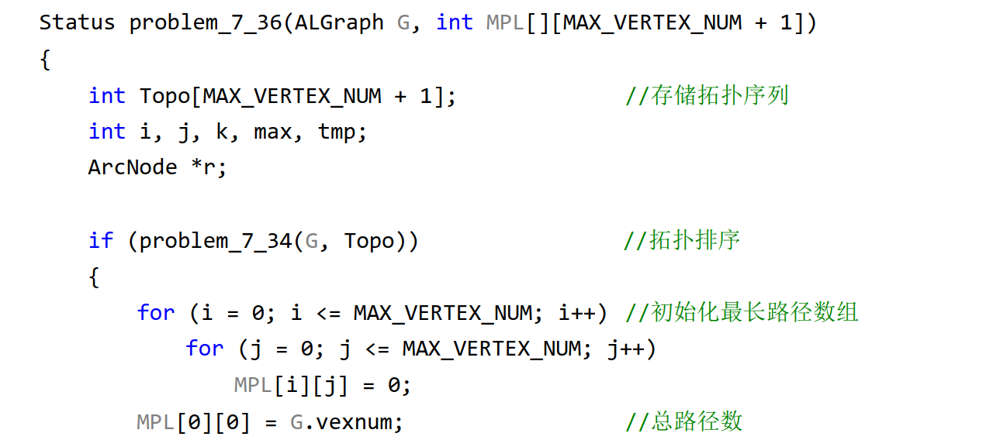 Status problem_7_36(ALGraph G, int MPL[][MAX_VERTEX_NUM + 1])
{
int Topo[MAX_VERTEX_NUM + 1]; //存储拓扑序列
int i, j, k, max, tmp;
ArcNode *r;
if (problem_7_34(G, Topo)) //拓扑排序
{
for (i = 0; i <= MAX_VERTEX_NUM; i++) //初始化最长路径数组
for (j = 0; j <= MAX_VERTEX_NUM; j++)
MPL[i][j] = 0;
MPL[0][0] = G.vexnum; //总路径数